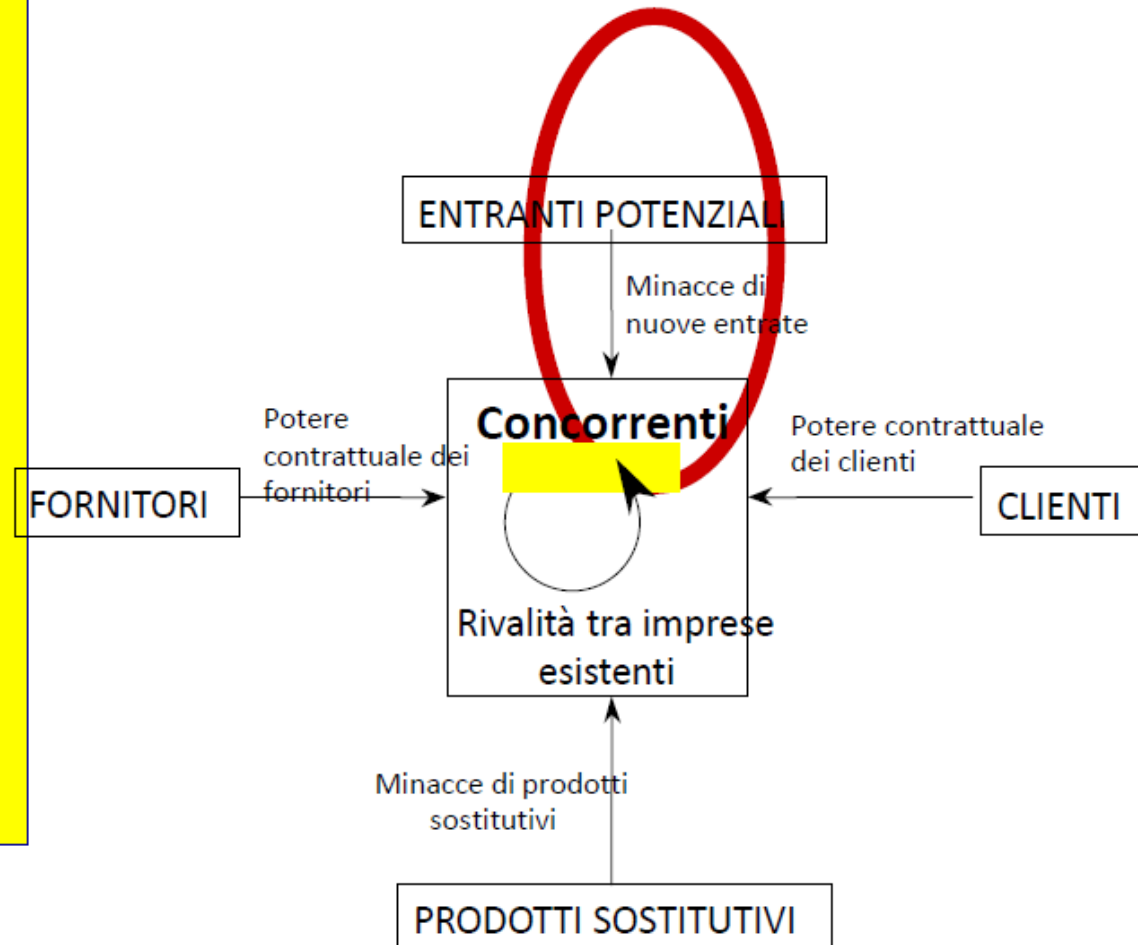 ENTRANTI POTENZIALI
Minacce di
nuove entrate
Concorrenti
Potere
contrattuale dei
fornitori
Potere contrattuale
dei clienti
FORNITORI
CLIENTI
Rivalità tra imprese
esistenti
Minacce di prodotti
sostitutivi
PRODOTTI SOSTITUTIVI